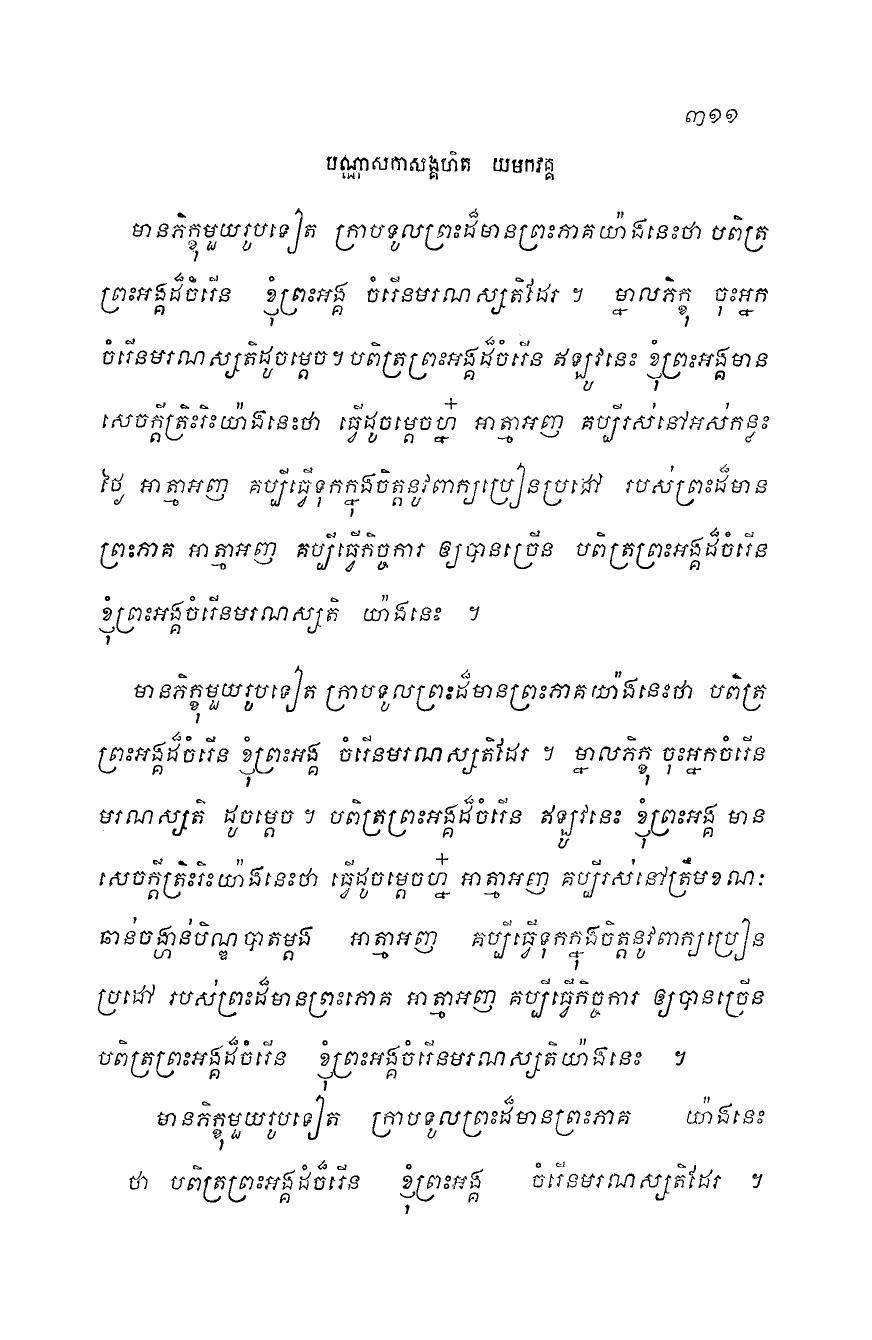 ៣១១
បណ្ណាសកាសង្គហិត យមកវគ្គ
មានភិក្ខុមួយរូបទៀត ក្រាបទូលព្រះដ៏មានព្រះភាគយ៉ាងនេះថា បពិត្រ
ព្រះអង្គដ៏ចំរើន ខ្ញុំព្រះអង្គ ចំរើនមរណស្សតិដែរ ។ ម្នាលភិក្ខុ ចុះអ្នក
ចំរើនមរណស្សតិដូចម្តេច។ បពិត្រព្រះអង្គដ៏ចំរើន ឥឡូវនេះ ខ្ញុំព្រះអង្គមាន
សេចក្តីត្រិះរិះយ៉ាងនេះថា ធ្វើដូចម្តេចហ្ន៎ អាត្មាអញ គប្បីរស់នៅអស់កន្លះ
ថ្ងៃ អាត្មាអញ គប្បីធ្វើទុកក្នុងចិត្តនូវពាក្យប្រៀនប្រដៅ របស់ព្រះដ៏មាន
ព្រះភាគ អាត្មាអញ គប្បីធ្វើកិច្ចការ ឲ្យបានច្រើន បពិត្រព្រះអង្គដ៏ចំរើន
ខ្ញុំព្រះអង្គចំរើនមរណស្សតិ យ៉ាងនេះ ។
មានភិក្ខុមួយរូបទៀត ក្រាបទូលព្រះដ៏មានព្រះភាគយ៉ាងនេះថា បពិត្រ
ព្រះអង្គដ៏ចំរើន ខ្ញុំព្រះអង្គ ចំរើនមរណស្សតិដែរ ។ ម្នាលភិក្ខុ ចុះអ្នកចំរើន
មរណស្សតិ ដូចម្តេច ។ បពិត្រព្រះអង្គដ៏ចំរើន ឥឡូវនេះ ខ្ញុំព្រះអង្គ មាន
សេចក្តីត្រិះរិះយ៉ាងនេះថា ធ្វើដូចម្តេចហ្ន៎ អាត្មាអញ គប្បីរស់នៅត្រឹមខណៈ
ឆាន់ចង្ហាន់បិណ្ឌបាតម្តង អាត្មាអញ គប្បីធ្វើទុកក្នុងចិត្តនូវពាក្យប្រៀន
ប្រដៅ របស់ព្រះដ៏មានព្រះភាគ អាត្មាអញ គប្បីធ្វើកិច្ចការ ឲ្យបានច្រើន
បពិត្រព្រះអង្គដ៏ចំរើន ខ្ញុំព្រះអង្គចំរើនមរណស្សតិយ៉ាងនេះ ។
មានភិក្ខុមួយរូបទៀត ក្រាបទូលព្រះដ៏មានព្រះភាគ យ៉ាងនេះ
ថា បពិត្រព្រះអង្គដំច៏រើន ខ្ញុំព្រះអង្គ ចំរើនមរណស្សតិដែរ ។